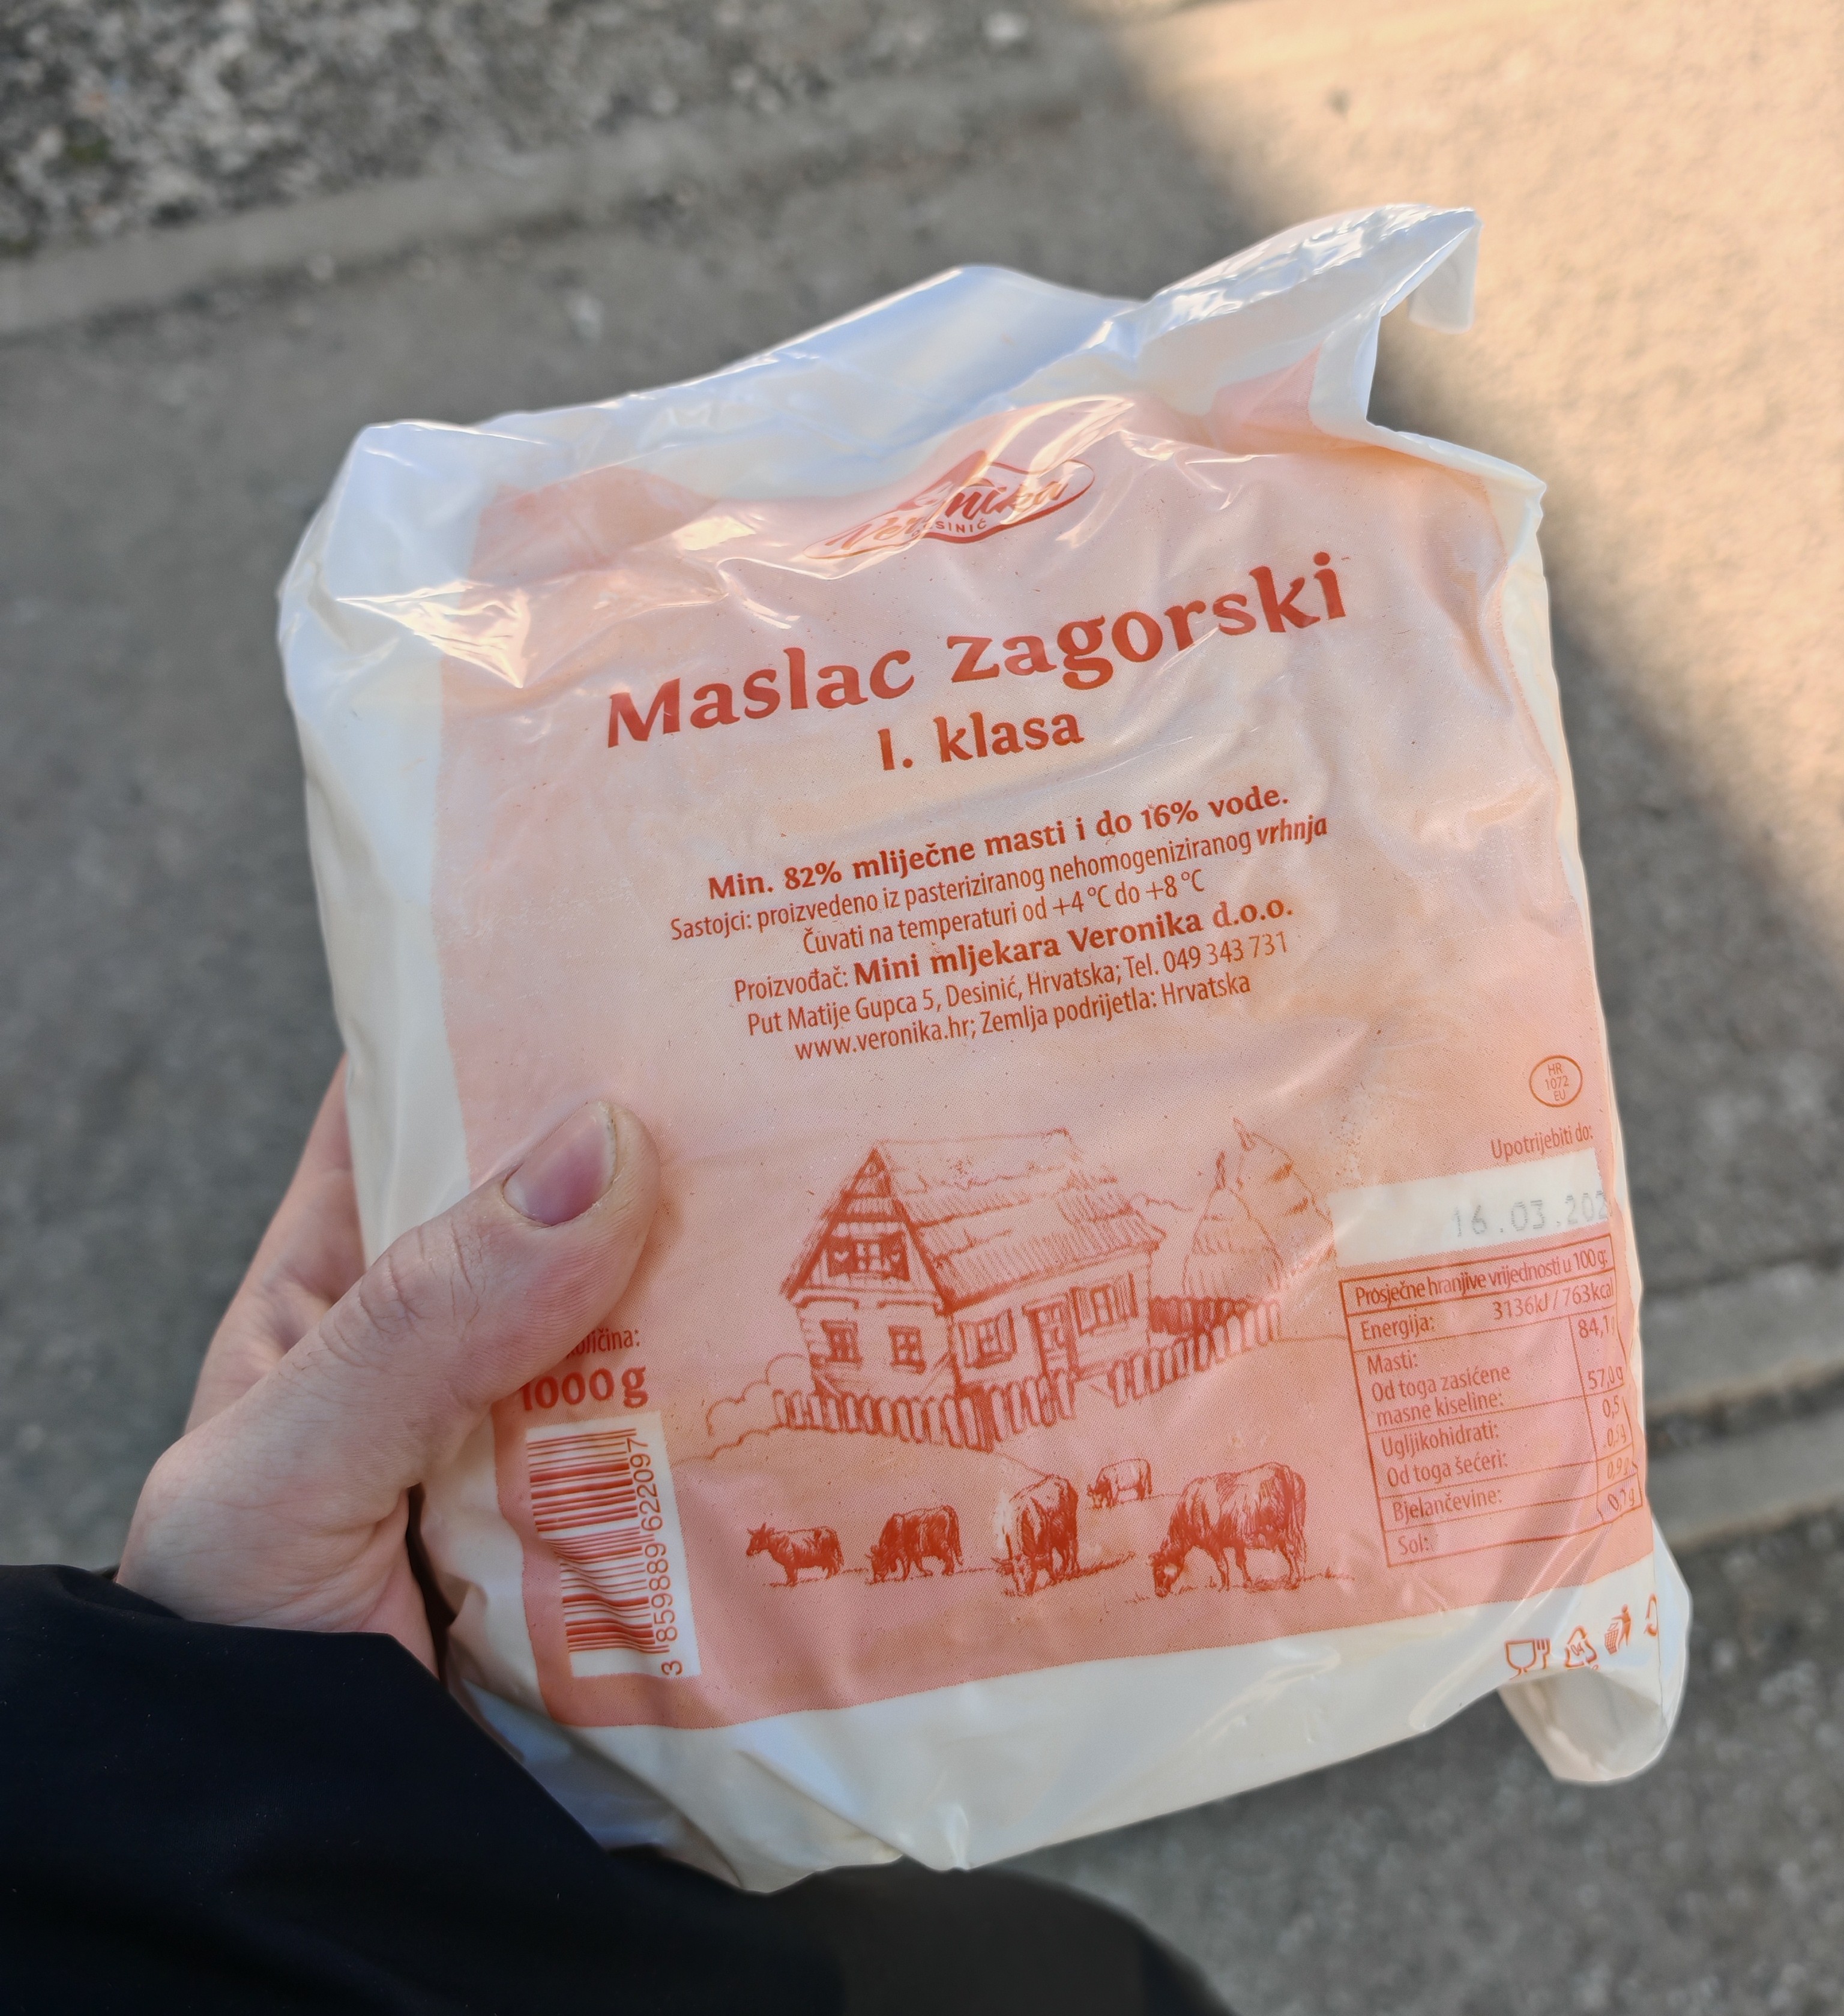 Veronika
DESINIĆ
Maslac zagorski
I. klasa
Min. 82% mliječne masti i do 16% vode.
Sastojci: proizvedeno iz pasteriziranog nehomogeniziranog vrhnja
Čuvati na temperaturi od +4 °C do +8 °C
Proizvođač: Mini mljekara Veronika d.o.o.
Put Matije Gupca 5, Desinić, Hrvatska; Tel. 049 343 731
www.veronika.hr; Zemlja podrijetla: Hrvatska
HR
1072
EU
Upotrijebiti do:
16.03.202
Prosječne hranjive vrijednosti u 100 g:
Energija: 3136kJ / 763kcal
Masti: 84,1
Od toga zasićene
masne kiseline: 57,0g
Ugljikohidrati: 0,5
Od toga šećeri:
Bjelančevine: 0,9
Sol:
1000 g
3 859889 622097
04